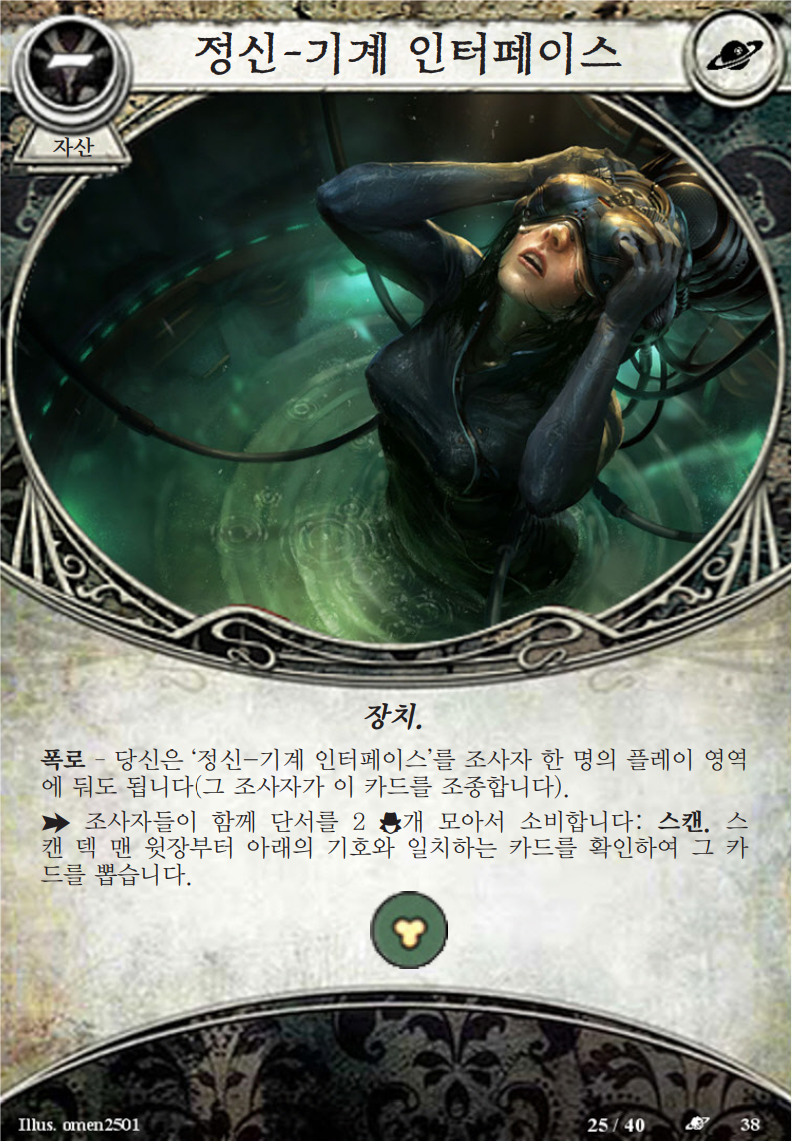 정신-기계 인터페이스
자산
장치.
폭로 - 당신은 ‘정신-기계 인터페이스’를 조사자 한 명의 플레이 영역
에 둬도 됩니다(그 조사자가 이 카드를 조종합니다).
조사자들이 함께 단서를 2 개 모아서 소비합니다: 스캔. 스
캔 덱 맨 윗장부터 아래의 기호와 일치하는 카드를 확인하여 그 카
드를 뽑습니다.
Illus. omen2501
25 / 40
38